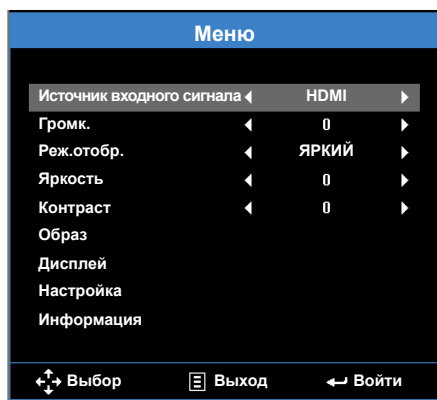 Меню
Источник входного сигнала HDMI
Громк. 0
Реж.отобр. ЯРКИЙ
Яркость 0
Контраст 0
Образ
Дисплей
Настройка
Информация
Выбор Выход Войти